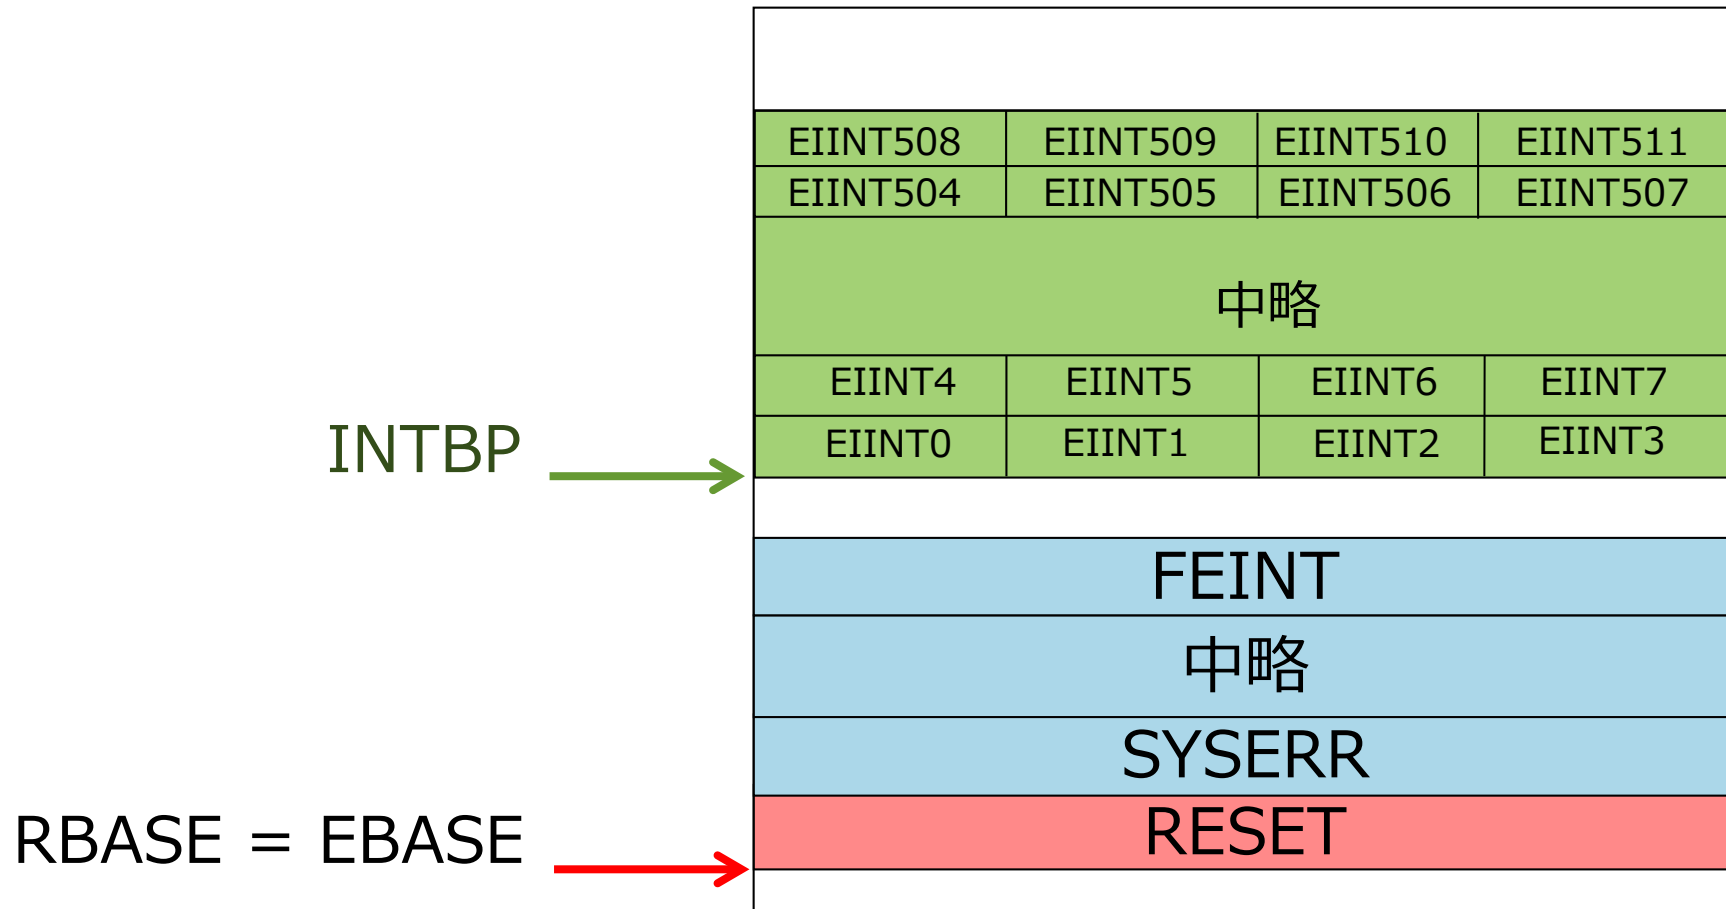 EIINT508 EIINT509 EIINT510 EIINT511
EIINT504 EIINT505 EIINT506 EIINT507
中略
EIINT4 EIINT5 EIINT6 EIINT7
INTBP
EIINT0 EIINT1 EIINT2 EIINT3
FEINT
中略
SYSERR
RBASE = EBASE
RESET